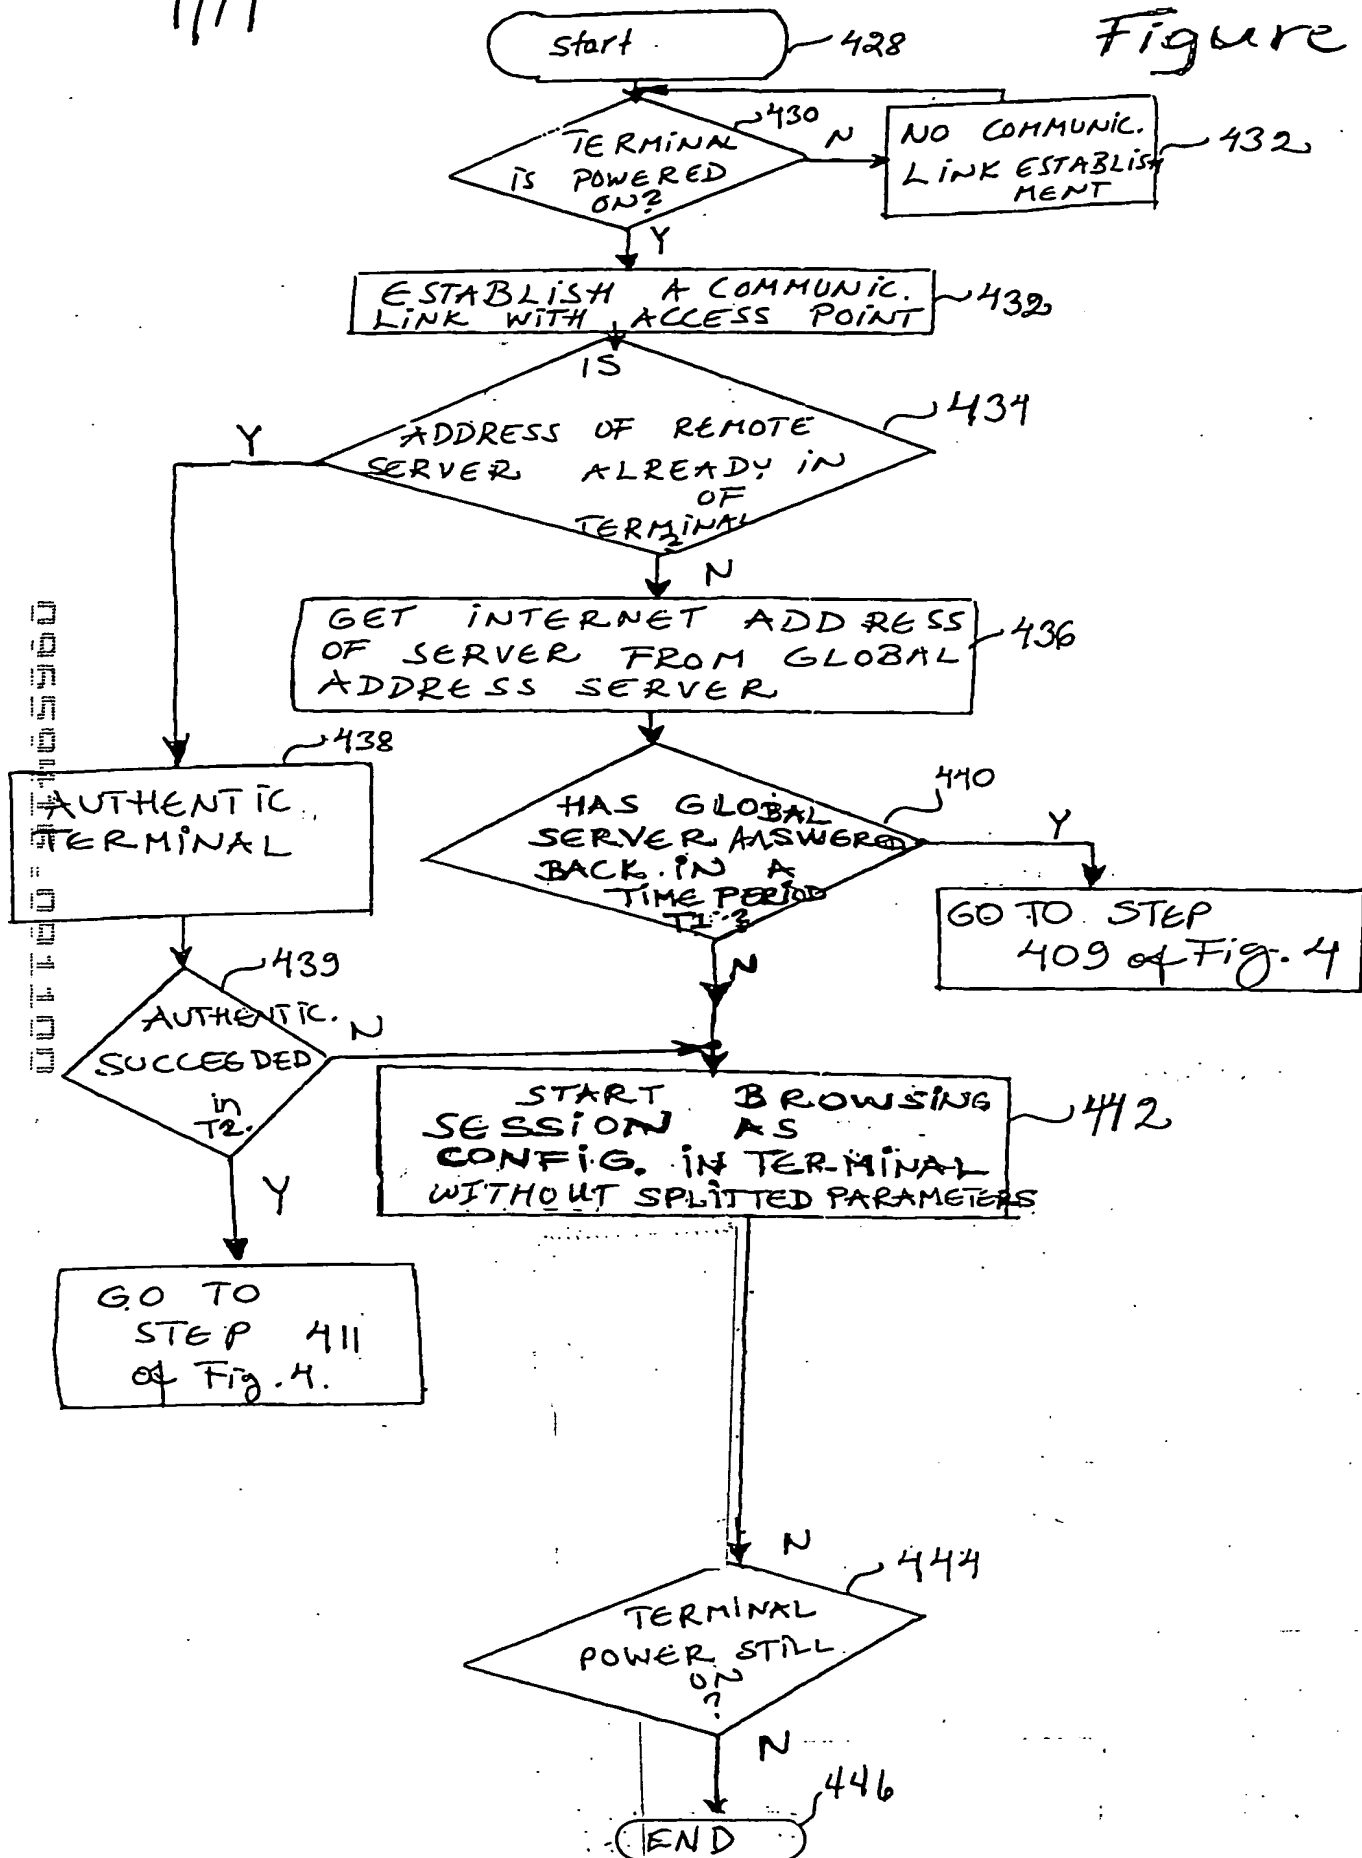 Figure
start
428
430
TERMINAL
IS POWERED
ON?
N
NO COMMUNIC.
LINK ESTABLISH
MENT
432
Y
ESTABLISH A COMMUNIC.
LINK WITH ACCESS POINT
432
IS
ADDRESS OF REMOTE
SERVER ALREADY IN
OF
TERMINAL
?
434
Y
N
GET INTERNET ADDRESS
OF SERVER FROM GLOBAL
ADDRESS SERVER
436
438
AUTHENTIC.
TERMINAL
HAS GLOBAL
SERVER ANSWERED
BACK IN A
TIME PERIOD
T1?
440
Y
GO TO STEP
409 of Fig. 4
N
439
AUTHENTIC.
SUCCEGDED
in
T2.
N
START BROWSING
SESSION AS
CONFIG. IN TERMINAL
WITHOUT SPLITTED PARAMETERS
442
Y
GO TO
STEP 411
of Fig. 4.
N
444
TERMINAL
POWER STILL
ON
?
N
446
END